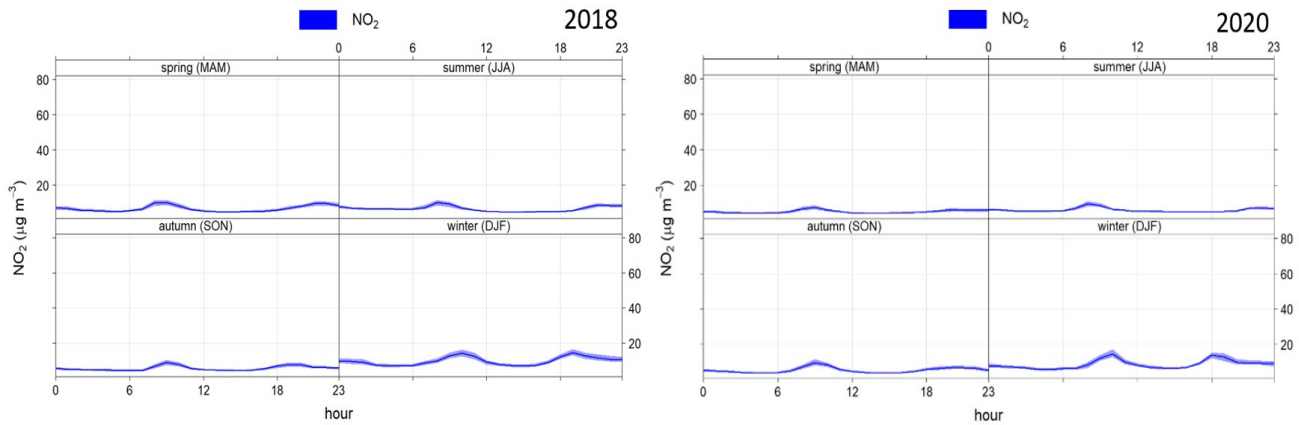 NO₂ 2018
0 6 12 18 23
spring (MAM) summer (JJA)
80
60
40
20
autumn (SON) winter (DJF)
80
60
40
20
NO₂ (µg m⁻³)
0 6 12 18 23
hour
NO₂ 2020
0 6 12 18 23
spring (MAM) summer (JJA)
80
60
40
20
autumn (SON) winter (DJF)
80
60
40
20
NO₂ (µg m⁻³)
0 6 12 18 23
hour